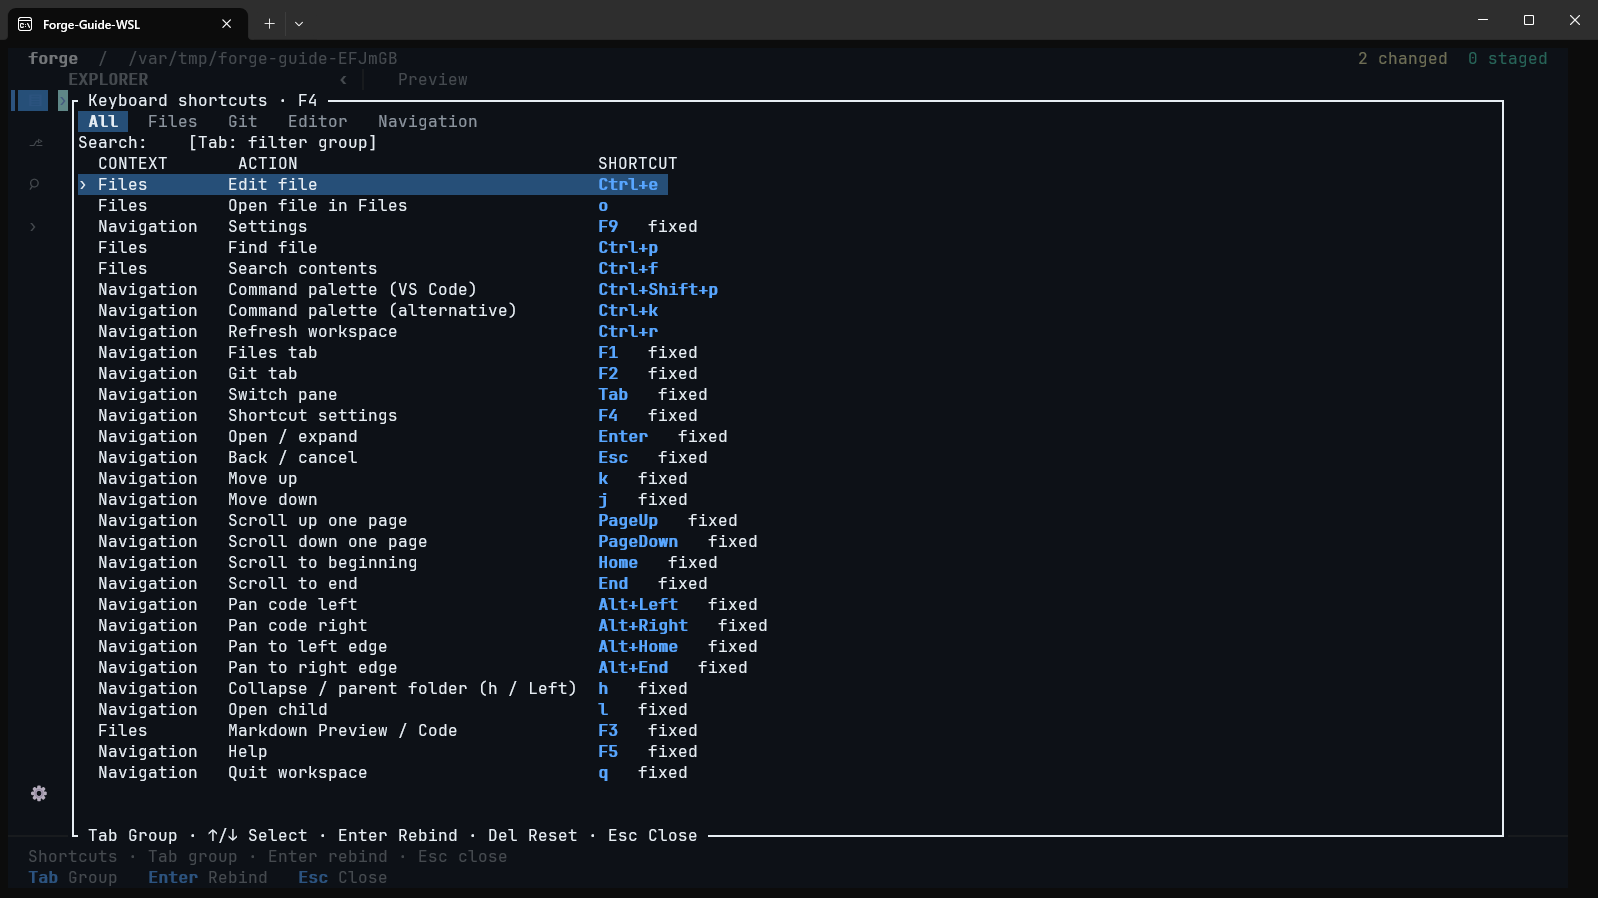 Forge-Guide-WSL
forge / /var/tmp/forge-guide-EFJmGB 2 changed 0 staged
EXPLORER ‹ Preview
Keyboard shortcuts · F4
All Files Git Editor Navigation
Search: [Tab: filter group]
CONTEXT ACTION SHORTCUT
› Files Edit file Ctrl+e
Files Open file in Files o
Navigation Settings F9 fixed
Files Find file Ctrl+p
Files Search contents Ctrl+f
Navigation Command palette (VS Code) Ctrl+Shift+p
Navigation Command palette (alternative) Ctrl+k
Navigation Refresh workspace Ctrl+r
Navigation Files tab F1 fixed
Navigation Git tab F2 fixed
Navigation Switch pane Tab fixed
Navigation Shortcut settings F4 fixed
Navigation Open / expand Enter fixed
Navigation Back / cancel Esc fixed
Navigation Move up k fixed
Navigation Move down j fixed
Navigation Scroll up one page PageUp fixed
Navigation Scroll down one page PageDown fixed
Navigation Scroll to beginning Home fixed
Navigation Scroll to end End fixed
Navigation Pan code left Alt+Left fixed
Navigation Pan code right Alt+Right fixed
Navigation Pan to left edge Alt+Home fixed
Navigation Pan to right edge Alt+End fixed
Navigation Collapse / parent folder (h / Left) h fixed
Navigation Open child l fixed
Files Markdown Preview / Code F3 fixed
Navigation Help F5 fixed
Navigation Quit workspace q fixed
Tab Group · ↑/↓ Select · Enter Rebind · Del Reset · Esc Close
Shortcuts · Tab group · Enter rebind · Esc close
Tab Group Enter Rebind Esc Close